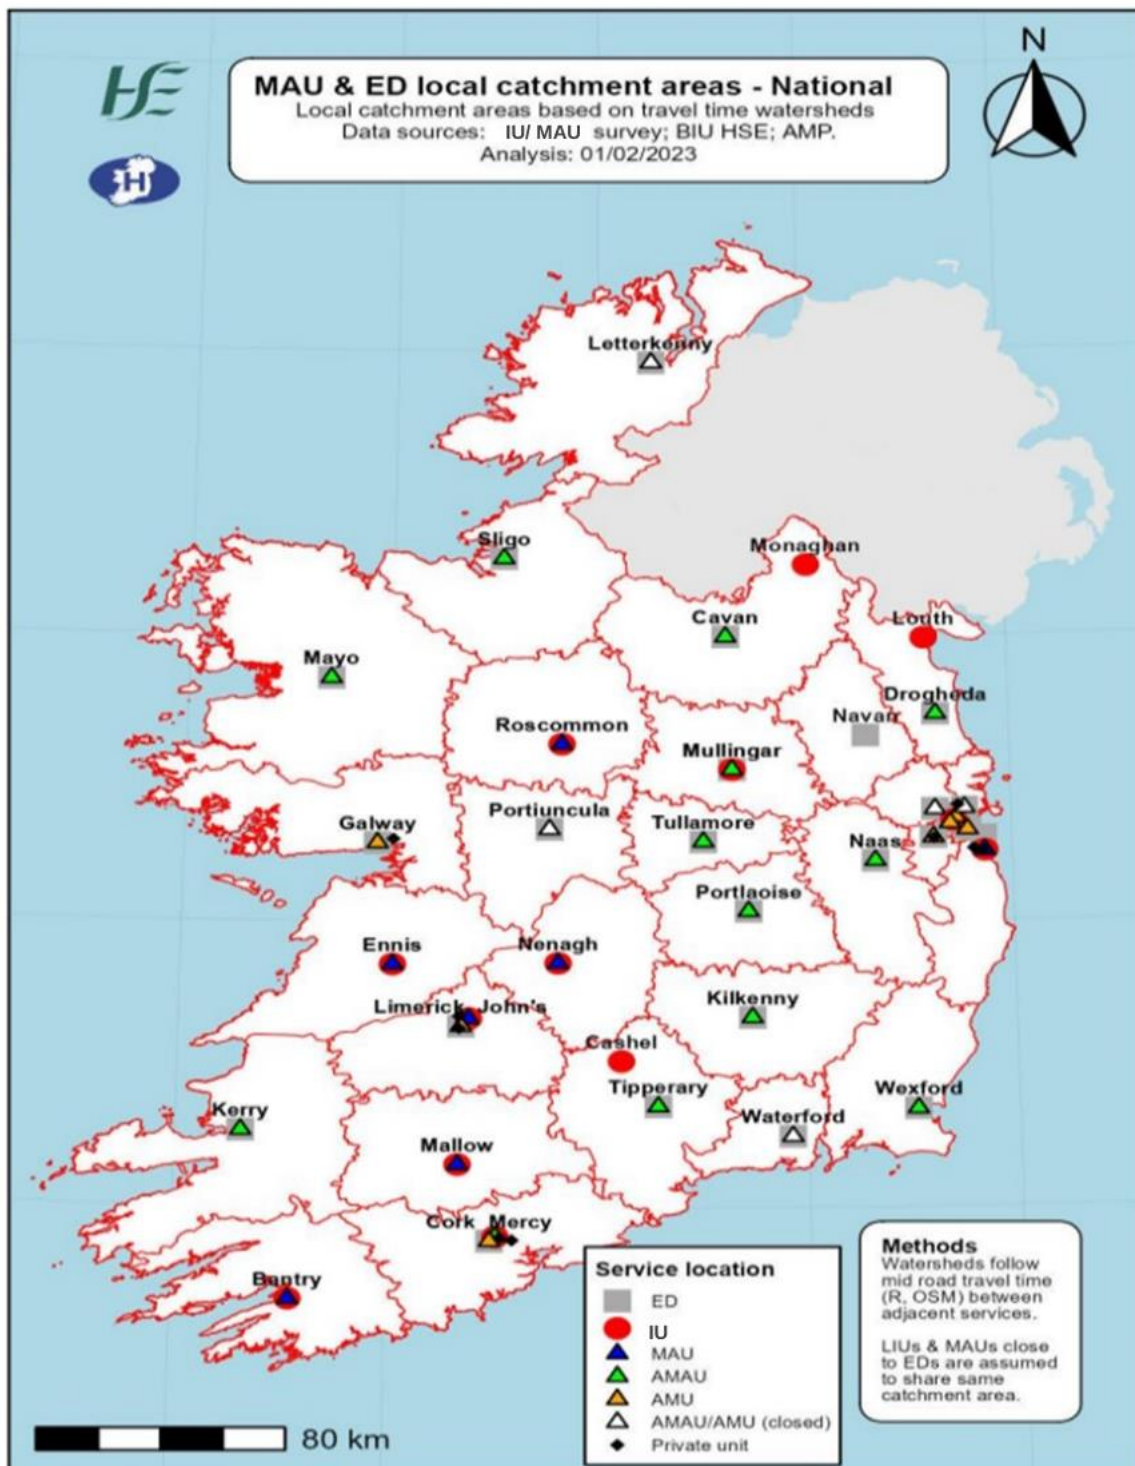 HSE
H
N
MAU & ED local catchment areas - National
Local catchment areas based on travel time watersheds
Data sources: IU/ MAU survey; BIU HSE; AMP.
Analysis: 01/02/2023
Letterkenny
Sligo
Monaghan
Cavan
Louth
Mayo
Drogheda
Roscommon
Navan
Mullingar
Portiuncula
Galway
Tullamore
Naas
Portlaoise
Ennis
Nenagh
Kilkenny
Limerick John's
Cashel
Tipperary
Wexford
Kerry
Waterford
Mallow
Cork Mercy
Bantry
Service location
ED
IU
MAU
AMAU
AMU
AMAU/AMU (closed)
Private unit
Methods
Watersheds follow
mid road travel time
(R, OSM) between
adjacent services.
LIUs & MAUs close
to EDs are assumed
to share same
catchment area.
80 km